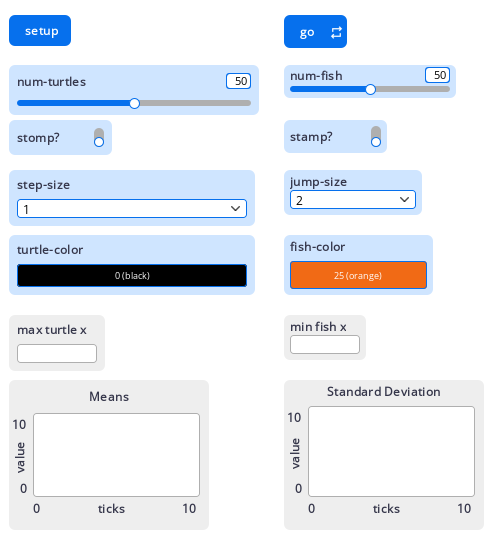 setup
go
num-turtles 50
num-fish 50
stomp?
stamp?
step-size
1
jump-size
2
turtle-color
0 (black)
fish-color
25 (orange)
max turtle x
min fish x
Means
10
value
0
0 ticks 10
Standard Deviation
10
value
0
0 ticks 10